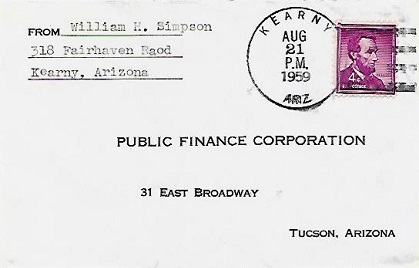 FROM William H. Simpson
318 Fairhaven Raod
Kearny, Arizona
KEARNY
AUG
21
P.M.
1959
ARIZ
4¢
PUBLIC FINANCE CORPORATION
31 EAST BROADWAY
TUCSON, ARIZONA